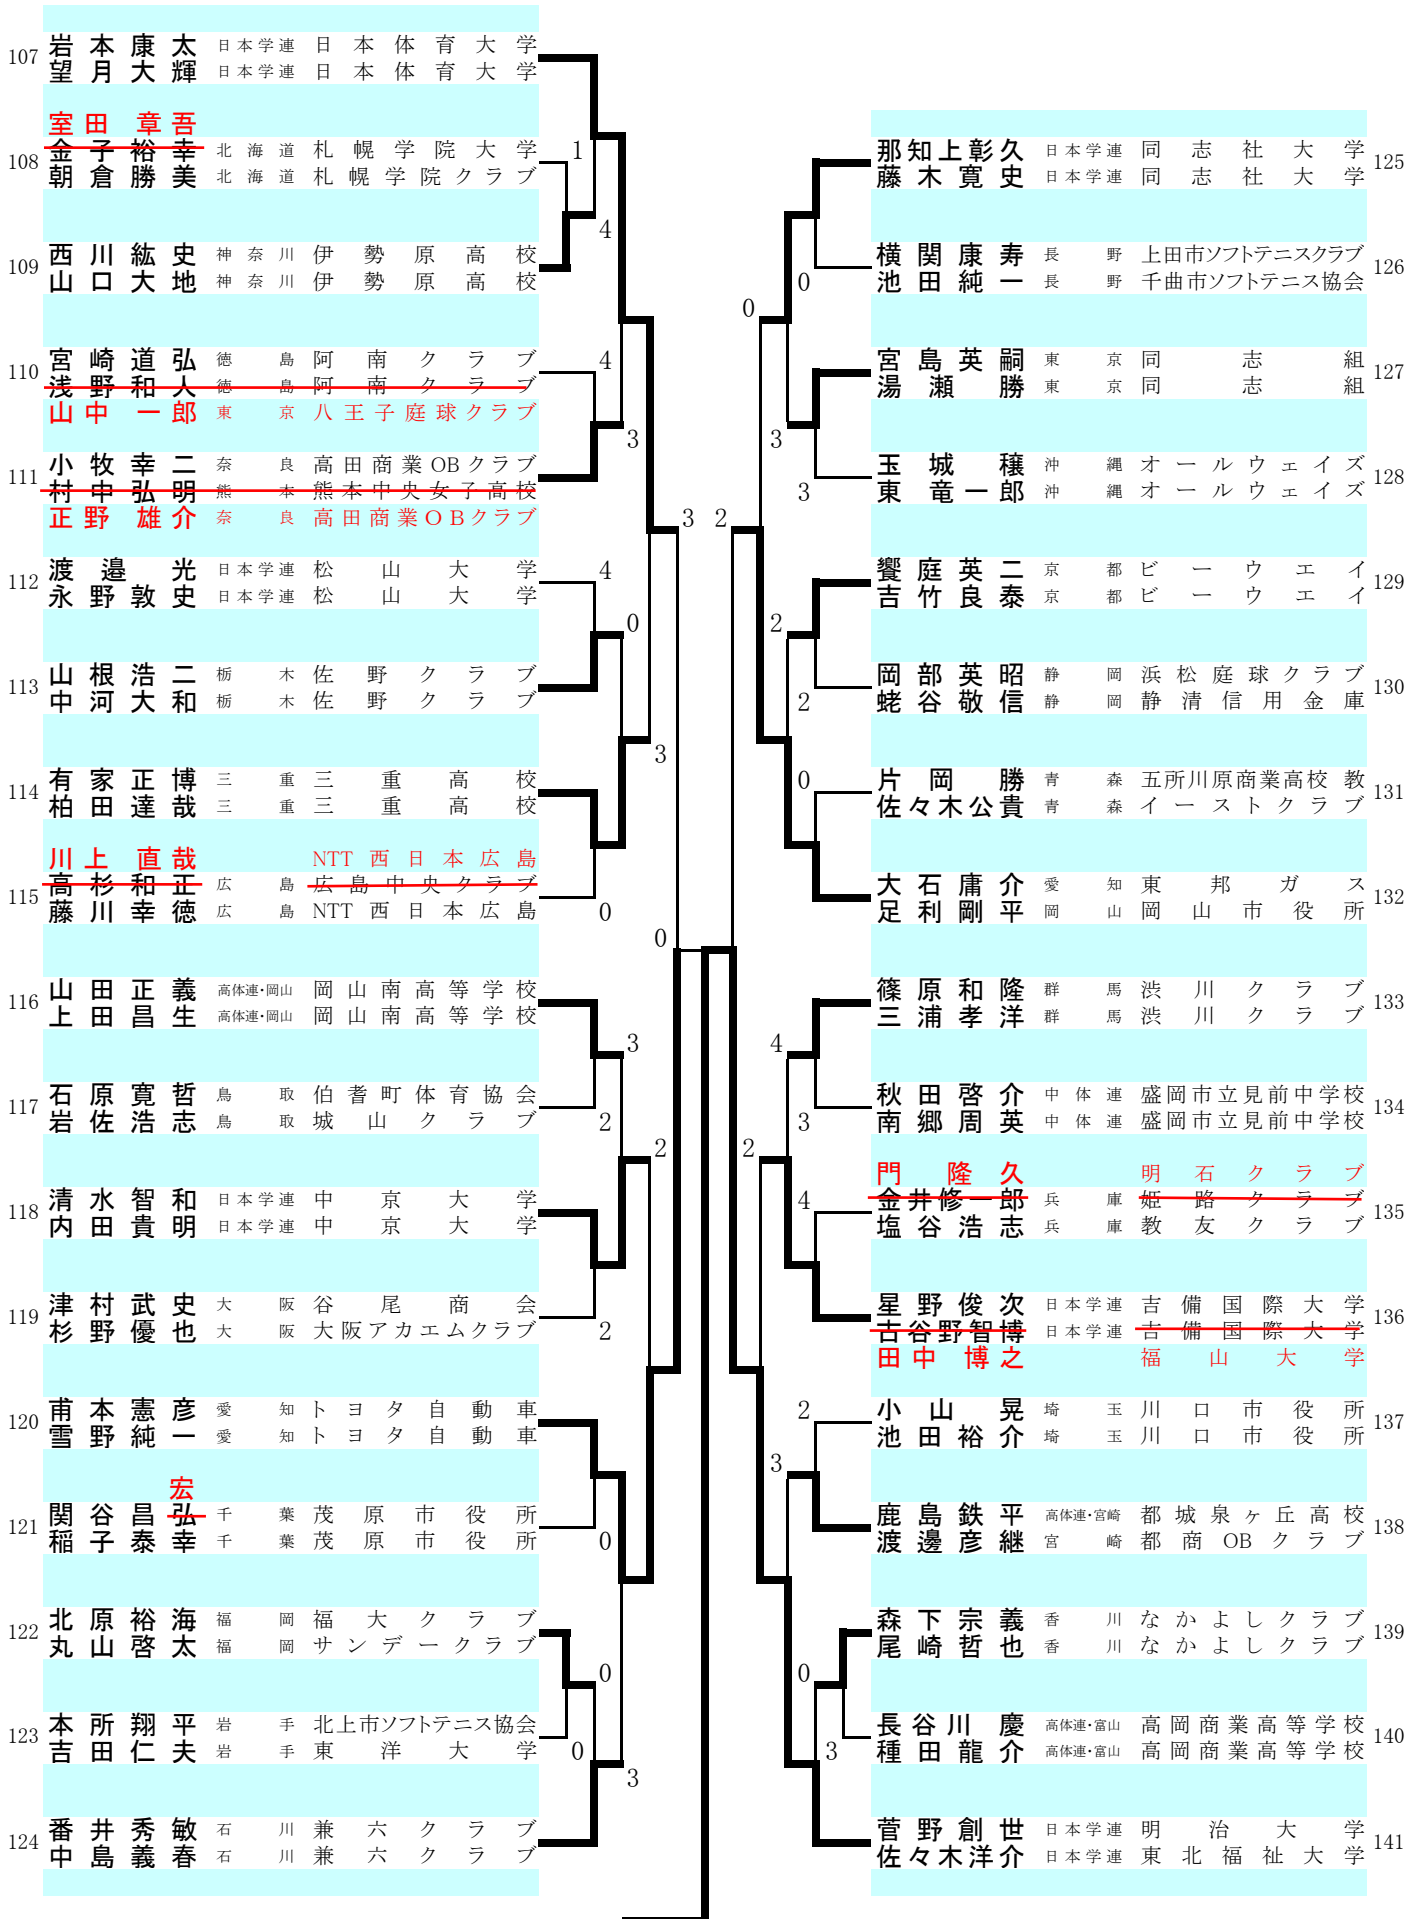 107 岩本康太 日本学連 日本体育大学
望月大輝 日本学連 日本体育大学
室田章吾
108 金子裕幸 北海道 札幌学院大学
朝倉勝美 北海道 札幌学院クラブ
1
109 西川紘史 神奈川 伊勢原高校
山口大地 神奈川 伊勢原高校
4
110 宮崎道弘 徳島 阿南クラブ
浅野和人 徳島 阿南クラブ
山中一郎 東京 八王子庭球クラブ
4
3
111 小牧幸二 奈良 高田商業OBクラブ
村中弘明 熊本 熊本中央女子高校
正野雄介 奈良 高田商業OBクラブ
3
112 渡邉光 日本学連 松山大学
永野敦史 日本学連 松山大学
4
0
113 山根浩二 栃木 佐野クラブ
中河大和 栃木 佐野クラブ
3
114 有家正博 三重 三重高校
柏田達哉 三重 三重高校
川上直哉 NTT西日本広島
115 高杉和正 広島 広島中央クラブ
藤川幸徳 広島 NTT西日本広島
0
0
116 山田正義 高体連・岡山 岡山南高等学校
上田昌生 高体連・岡山 岡山南高等学校
3
117 石原寛哲 鳥取 伯耆町体育協会
岩佐浩志 鳥取 城山クラブ
2
2
118 清水智和 日本学連 中京大学
内田貴明 日本学連 中京大学
119 津村武史 大阪 谷尾商会
杉野優也 大阪 大阪アカエムクラブ
2
120 甫本憲彦 愛知 トヨタ自動車
雪野純一 愛知 トヨタ自動車
宏
121 関谷昌弘 千葉 茂原市役所
稲子泰幸 千葉 茂原市役所
0
122 北原裕海 福岡 福大クラブ
丸山啓太 福岡 サンデークラブ
0
123 本所翔平 岩手 北上市ソフトテニス協会
吉田仁夫 岩手 東洋大学
0
3
124 番井秀敏 石川 兼六クラブ
中島義春 石川 兼六クラブ
那知上彰久 日本学連 同志社大学 125
藤木寛史 日本学連 同志社大学
0
横関康寿 長野 上田市ソフトテニスクラブ 126
池田純一 長野 千曲市ソフトテニス協会
0
宮島英嗣 東京 同志組 127
湯瀬勝 東京 同志組
3
玉城穣 沖縄 オールウェイズ 128
東竜一郎 沖縄 オールウェイズ
3
2
饗庭英二 京都 ビーウエイ 129
吉竹良泰 京都 ビーウエイ
2
岡部英昭 静岡 浜松庭球クラブ 130
蛯谷敬信 静岡 静清信用金庫
2
片岡勝 青森 五所川原商業高校 教 131
佐々木公貴 青森 イーストクラブ
0
大石庸介 愛知 東邦ガス 132
足利剛平 岡山 岡山市役所
篠原和隆 群馬 渋川クラブ 133
三浦孝洋 群馬 渋川クラブ
4
秋田啓介 中体連 盛岡市立見前中学校 134
南郷周英 中体連 盛岡市立見前中学校
3
2
門隆久 明石クラブ
金井修一郎 兵庫 姫路クラブ 135
塩谷浩志 兵庫 教友クラブ
4
星野俊次 日本学連 吉備国際大学 136
古谷野智博 日本学連 吉備国際大学
田中博之 福山大学
小山晃 埼玉 川口市役所 137
池田裕介 埼玉 川口市役所
2
3
鹿島鉄平 高体連・宮崎 都城泉ヶ丘高校 138
渡邊彦継 宮崎 都商OBクラブ
森下宗義 香川 なかよしクラブ 139
尾崎哲也 香川 なかよしクラブ
0
長谷川慶 高体連・富山 高岡商業高等学校 140
種田龍介 高体連・富山 高岡商業高等学校
3
菅野創世 日本学連 明治大学 141
佐々木洋介 日本学連 東北福祉大学